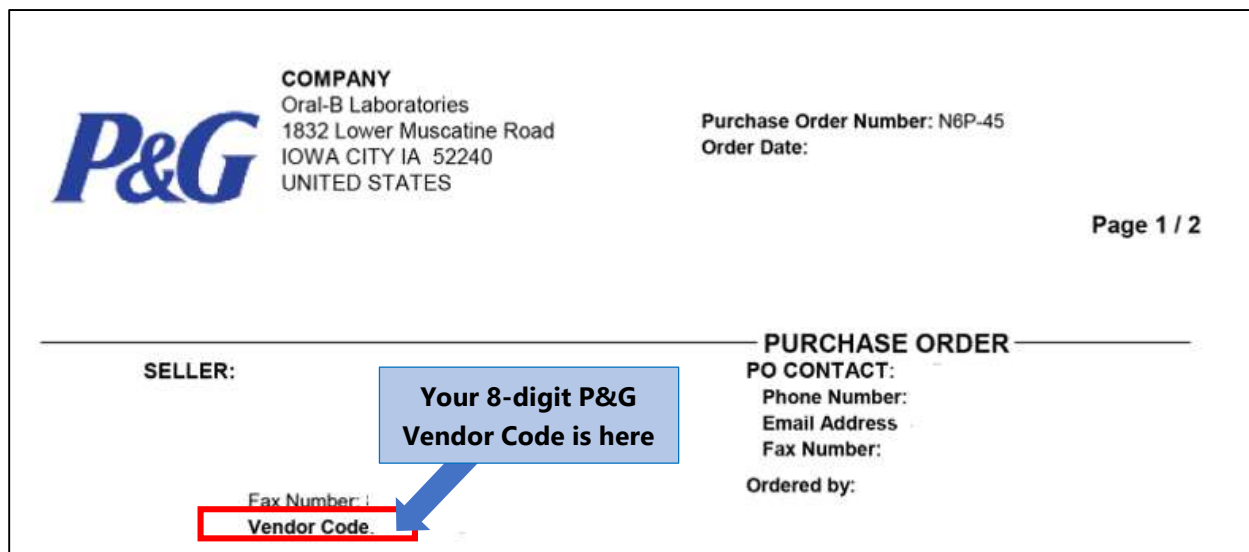 P&G
COMPANY
Oral-B Laboratories
1832 Lower Muscatine Road
IOWA CITY IA 52240
UNITED STATES
Purchase Order Number: N6P-45
Order Date:
Page 1 / 2
PURCHASE ORDER
SELLER:
Your 8-digit P&G
Vendor Code is here
Fax Number:
Vendor Code
PO CONTACT:
Phone Number:
Email Address
Fax Number:
Ordered by: